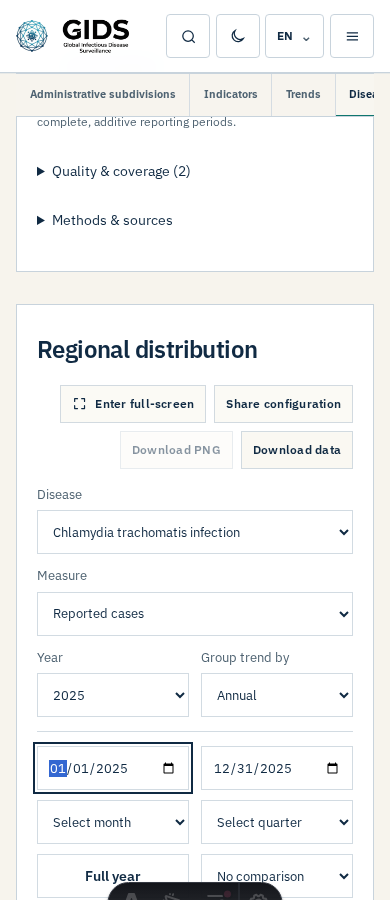 GIDS
Global Infectious Disease
Surveillance
EN
Administrative subdivisions
Indicators
Trends
Disea
complete, additive reporting periods.
Quality & coverage (2)
Methods & sources
Regional distribution
Enter full-screen
Share configuration
Download PNG
Download data
Disease
Chlamydia trachomatis infection
Measure
Reported cases
Year
Group trend by
2025
Annual
01/01/2025
12/31/2025
Select month
Select quarter
Full year
No comparison